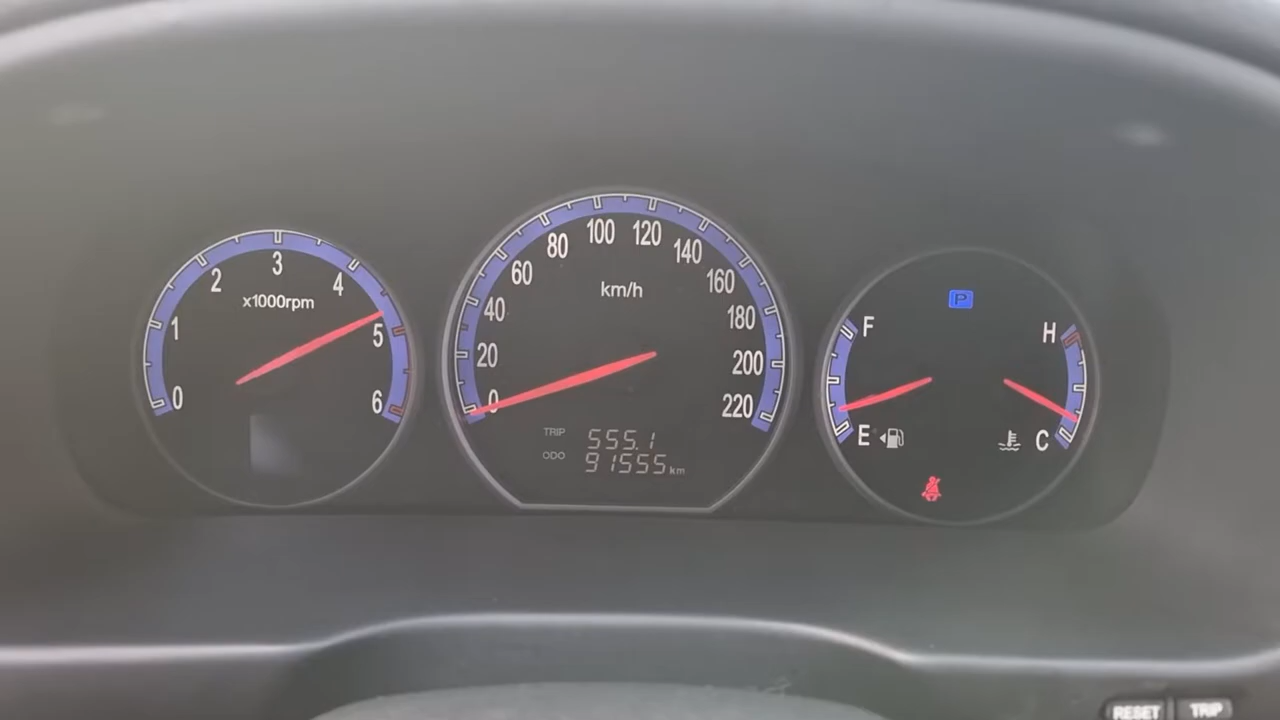 0 1 2 3 4 5 6
x1000rpm
0 20 40 60 80 100 120 140 160 180 200 220
km/h
TRIP 555.1
ODO 91555 km
P
F
E
H
C
RESET TRIP